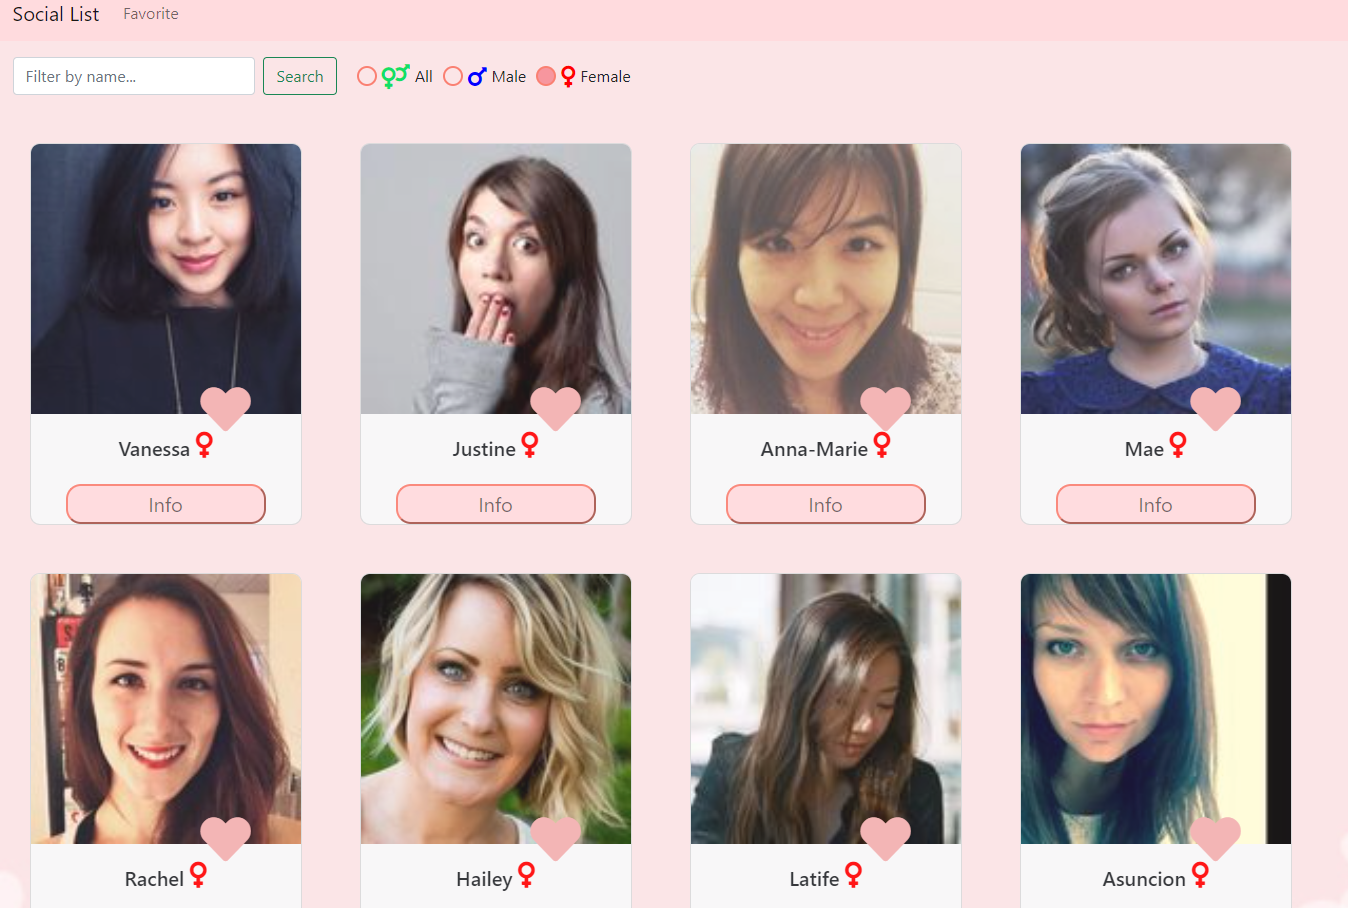 Social List Favorite
Filter by name... Search All Male Female
Vanessa Justine Anna-Marie Mae
Info Info Info Info
Rachel Hailey Latife Asuncion